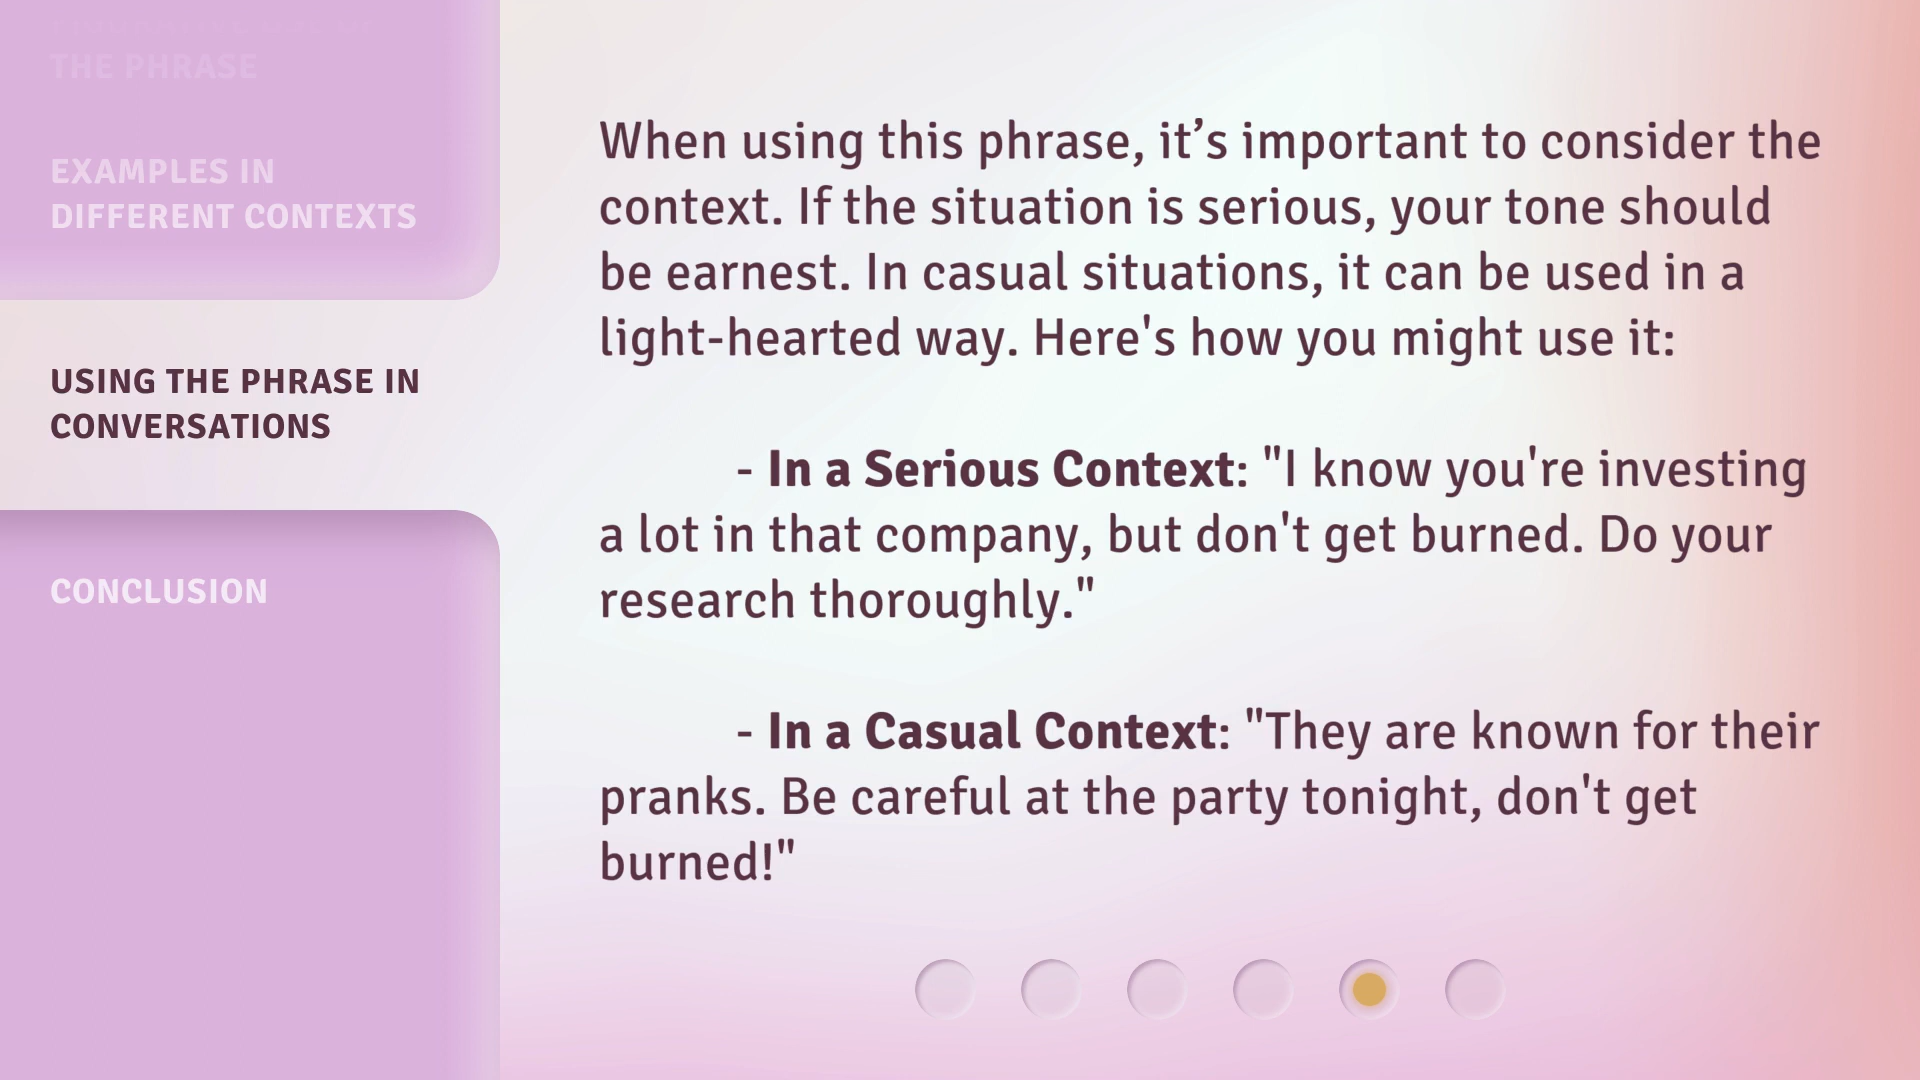 THE PHRASE
EXAMPLES IN
DIFFERENT CONTEXTS
USING THE PHRASE IN
CONVERSATIONS
CONCLUSION
When using this phrase, it’s important to consider the
context. If the situation is serious, your tone should
be earnest. In casual situations, it can be used in a
light-hearted way. Here's how you might use it:
- In a Serious Context: "I know you're investing
a lot in that company, but don't get burned. Do your
research thoroughly."
- In a Casual Context: "They are known for their
pranks. Be careful at the party tonight, don't get
burned!"